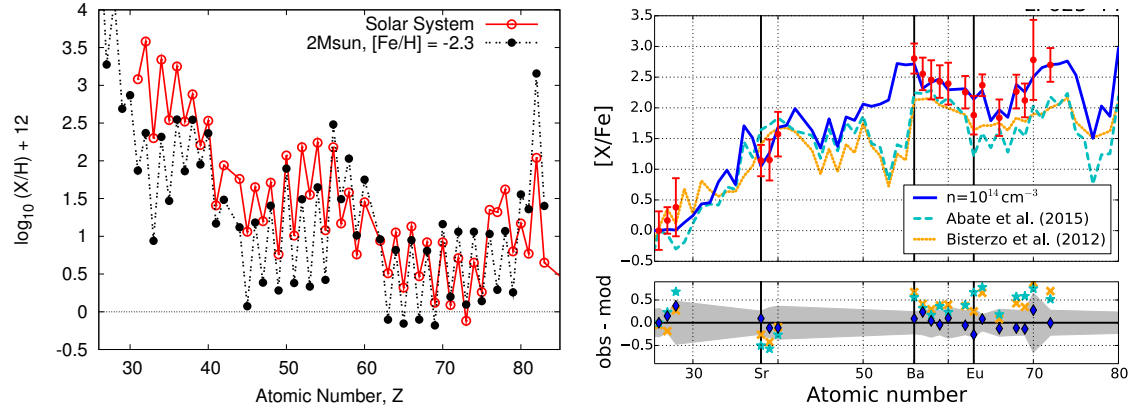 4
3.5
3
2.5
2
1.5
1
0.5
0
-0.5
log10 (X/H) + 12
Solar System
2Msun, [Fe/H] = -2.3
30 40 50 60 70 80
Atomic Number, Z
3.5
3.0
2.5
2.0
1.5
1.0
0.5
0.0
−0.5
[X/Fe]
n=10¹⁴ cm⁻³
Abate et al. (2015)
Bisterzo et al. (2012)
0.5
0.0
−0.5
obs - mod
30 Sr 50 Ba Eu 70 80
Atomic number